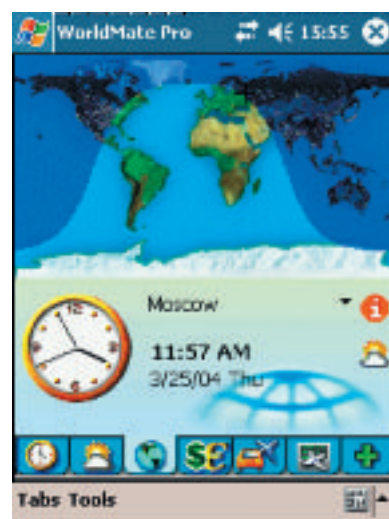 WorldMate Pro 15:55
Moscow
11:57 AM
3/25/04 Thu
$€
Tabs Tools